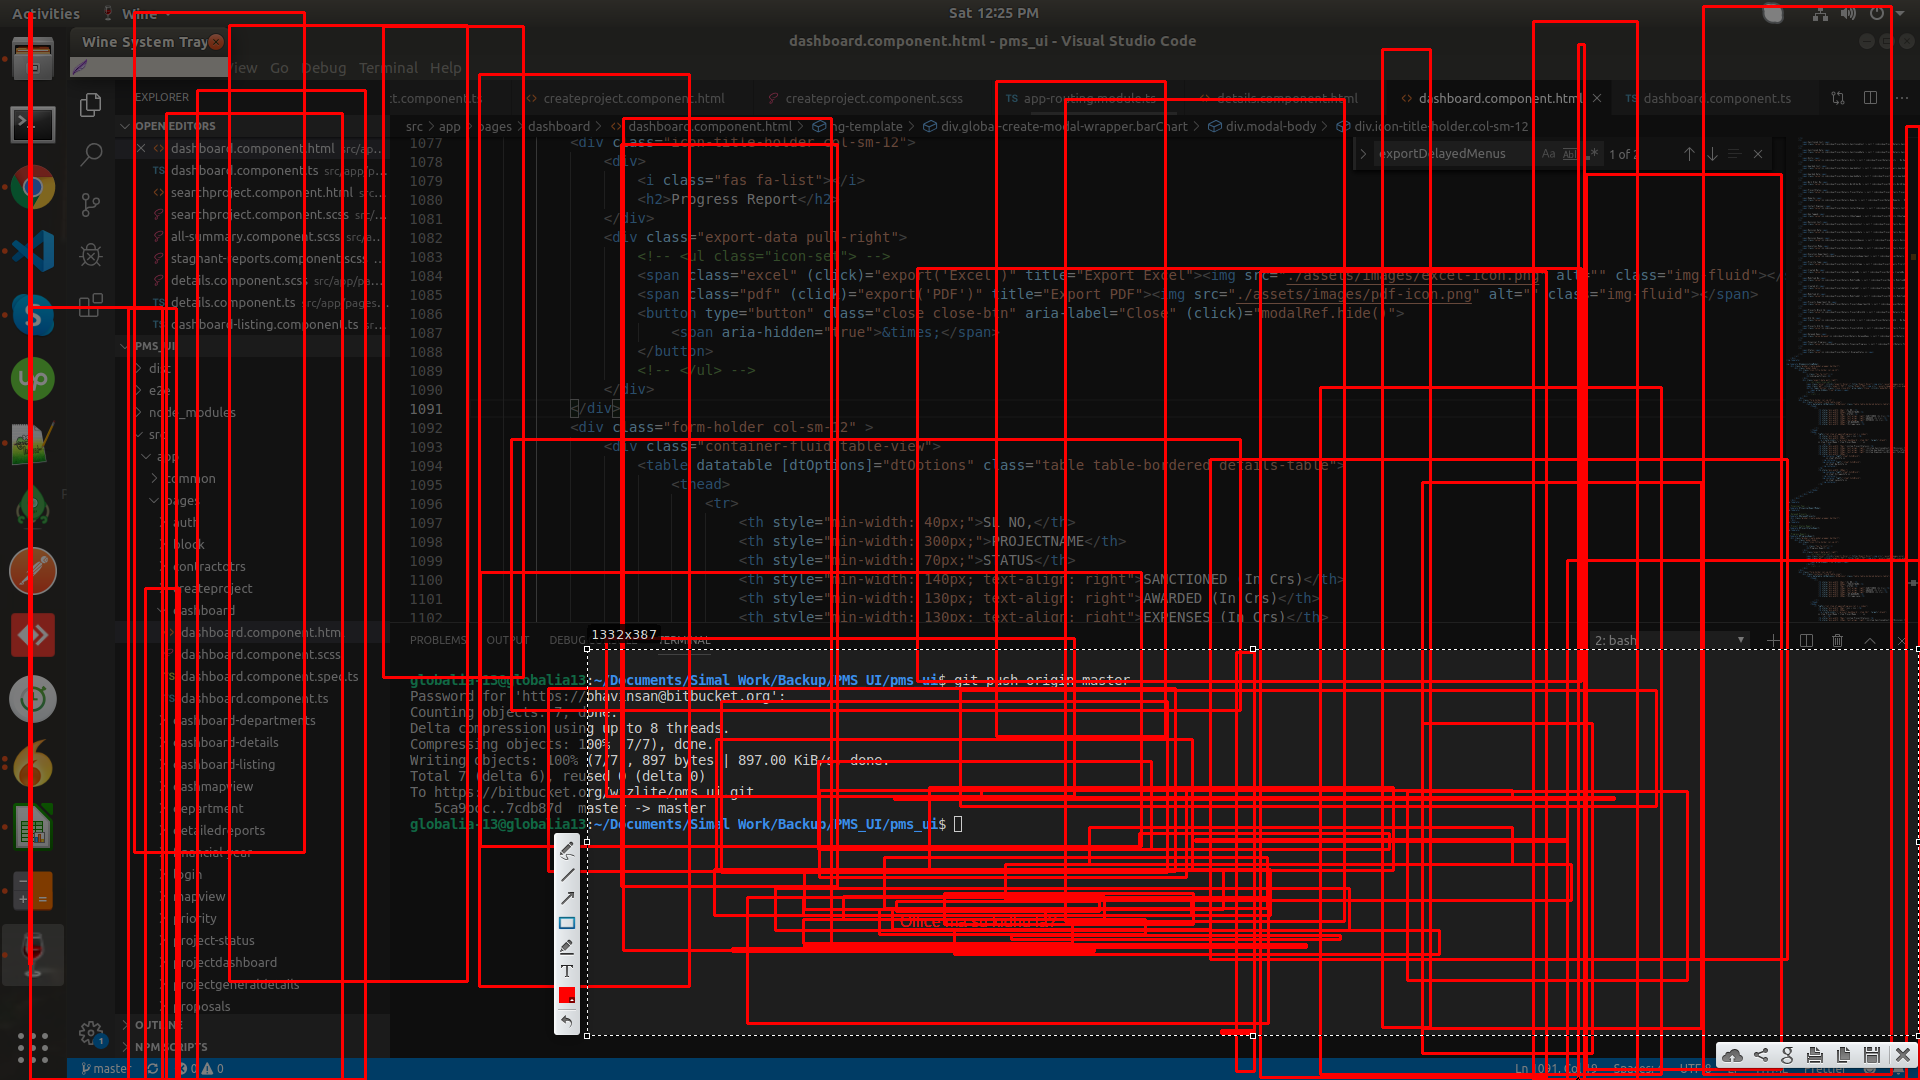 Activities
Wine
Sat 12:25 PM
Wine System Tray
dashboard.component.html - pms_ui - Visual Studio Code
View Go Debug Terminal Help
EXPLORER
ct.component.ts
createproject.component.html
createproject.component.scss
TS app-routing.module.ts
details.component.html
dashboard.component.html
TS dashboard.component.ts
OPEN EDITORS
src > app > pages > dashboard > dashboard.component.html > ng-template > div.global-create-modal-wrapper.barChart > div.modal-body > div.icon-title-holder.col-sm-12
exportDelayedMenus
Aa Abl .* 1 of 2
dashboard.component.html src/ap...
TS dashboard.component.ts src/app/p...
searchproject.component.html src/...
searchproject.component.scss src/...
all-summary.component.scss src/a...
stagnant-reports.component.scss ...
details.component.scss src/app/pa...
TS details.component.ts src/app/pages...
TS dashboard-listing.component.ts sr...
PMS_UI
dist
e2e
node_modules
src
app
common
pages
auth
block
contractors
createproject
dashboard
dashboard.component.html
dashboard.component.scss
TS dashboard.component.spec.ts
TS dashboard.component.ts
dashboard-departments
dashboard-details
dashboard-listing
dashmapview
department
detailedreports
financial-year
login
mapview
priority
project-status
projectdashboard
projectgeneraldetails
proposals
OUTLINE
NPM SCRIPTS
1077 <div class="icon-title-holder col-sm-12">
1078 <div>
1079 <i class="fas fa-list"></i>
1080 <h2>Progress Report</h2>
1081 </div>
1082 <div class="export-data pull-right">
1083 <!-- <ul class="icon-set"> -->
1084 <span class="excel" (click)="export('Excel')" title="Export Excel"><img src="./assets/images/excel-icon.png" alt="" class="img-fluid"></
1085 <span class="pdf" (click)="export('PDF')" title="Export PDF"><img src="./assets/images/pdf-icon.png" alt="" class="img-fluid"></span>
1086 <button type="button" class="close close-btn" aria-label="Close" (click)="modalRef.hide()">
1087 <span aria-hidden="true">&times;</span>
1088 </button>
1089 <!-- </ul> -->
1090 </div>
1091 </div>
1092 <div class="form-holder col-sm-12" >
1093 <div class="container-fluid table-view">
1094 <table datatable [dtOptions]="dtOptions" class="table table-bordered details-table">
1095 <thead>
1096 <tr>
1097 <th style="min-width: 40px;">SL NO,</th>
1098 <th style="min-width: 300px;">PROJECTNAME</th>
1099 <th style="min-width: 70px;">STATUS</th>
1100 <th style="min-width: 140px; text-align: right">SANCTIONED (In Crs)</th>
1101 <th style="min-width: 130px; text-align: right">AWARDED (In Crs)</th>
1102 <th style="min-width: 130px; text-align: right">EXPENSES (In Crs)</th>
PROBLEMS OUTPUT DEBUG TERMINAL
1332x387
2: bash
globalia-13@globalia13:~/Documents/Simal Work/Backup/PMS_UI/pms_ui$ git push origin master
Password for 'https://bhavinsan@bitbucket.org':
Counting objects: 7, done.
Delta compression using up to 8 threads.
Compressing objects: 100% (7/7), done.
Writing objects: 100% (7/7), 897 bytes | 897.00 KiB/s, done.
Total 7 (delta 6), reused 0 (delta 0)
To https://bitbucket.org/wizlite/pms_ui.git
master -> master
globalia-13@globalia13:~/Documents/Simal Work/Backup/PMS_UI/pms_ui$
T
master
0 0
Ln 1091, Col 19
Spaces:
UTF-8
LF
HTML
Prettier